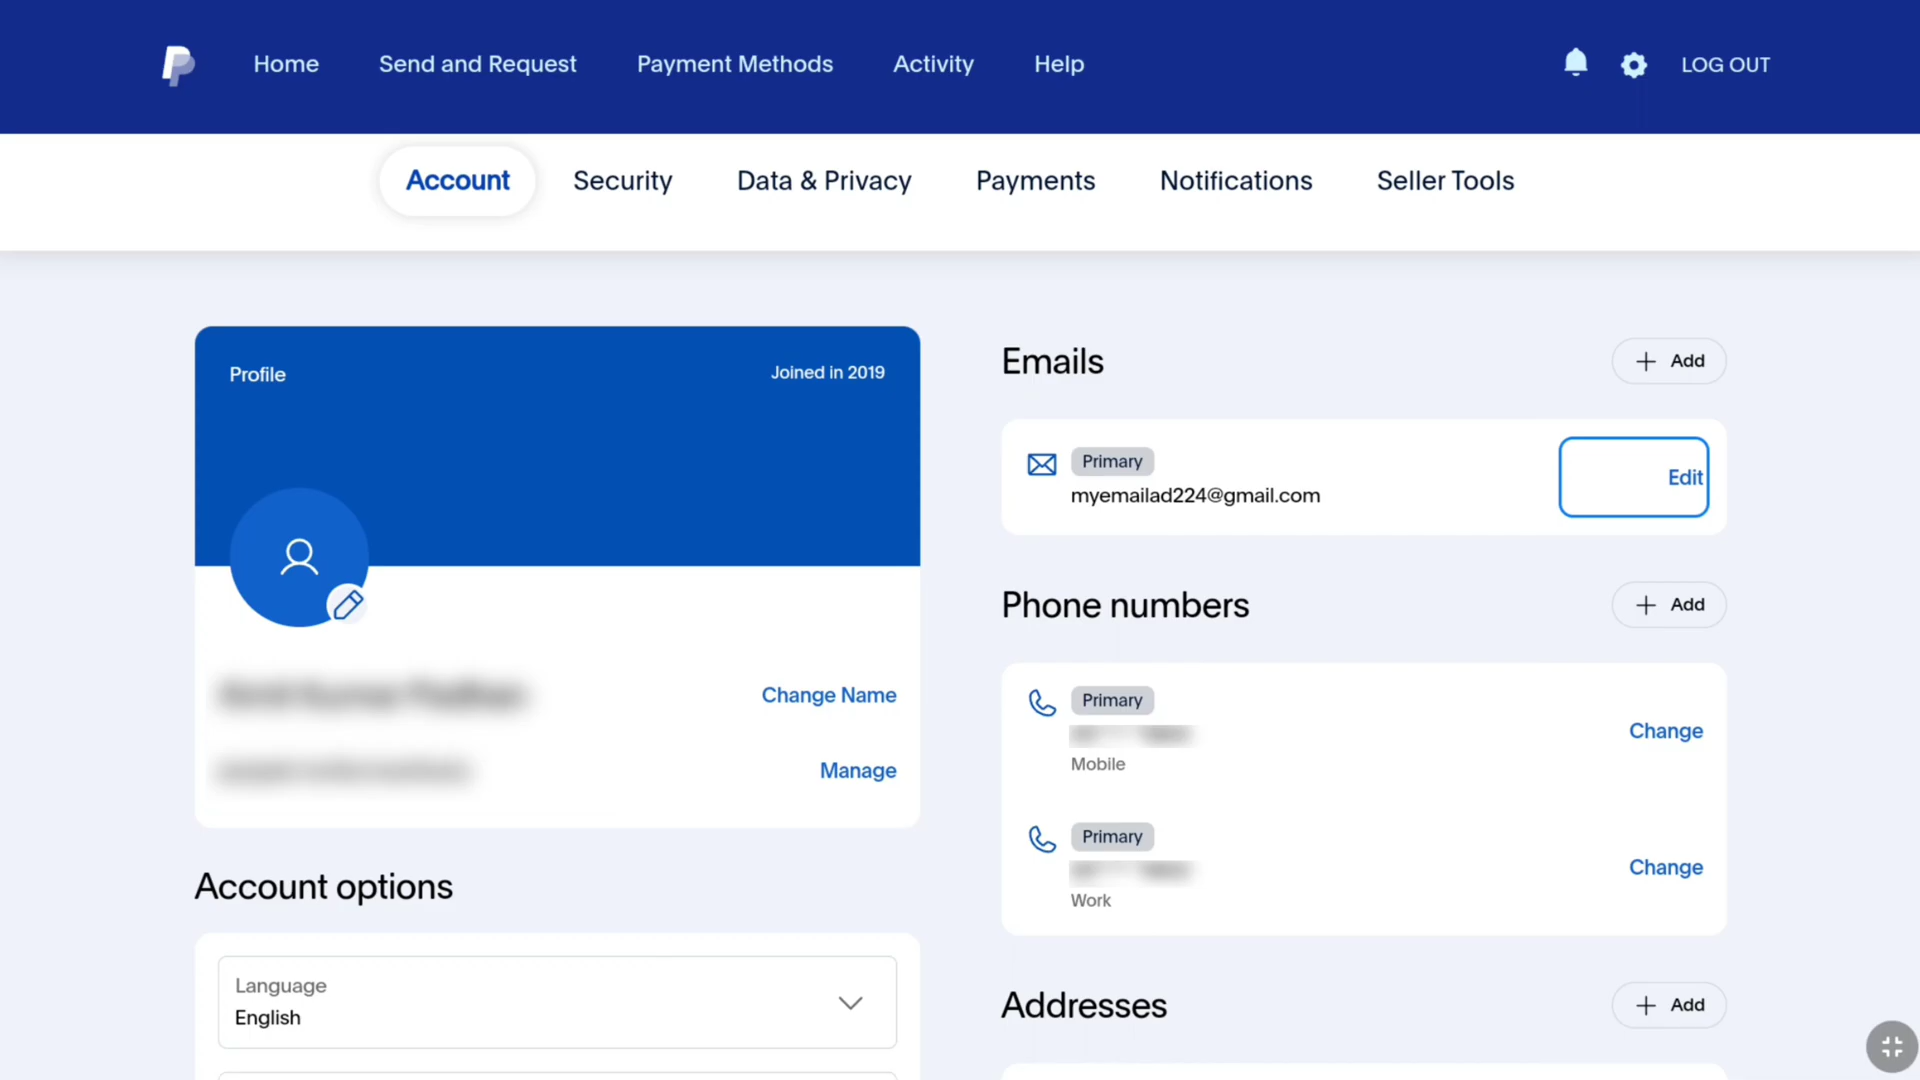 Home Send and Request Payment Methods Activity Help LOG OUT
Account Security Data & Privacy Payments Notifications Seller Tools
Profile Joined in 2019
Change Name
Manage
Account options
Language
English
Emails + Add
Primary
myemailad224@gmail.com
Edit
Phone numbers + Add
Primary
Mobile
Change
Primary
Work
Change
Addresses + Add